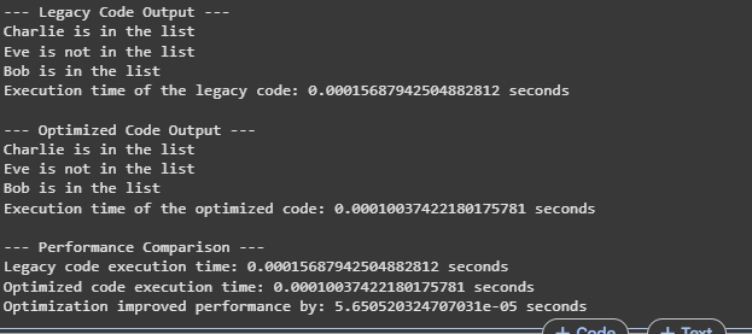 --- Legacy Code Output ---
Charlie is in the list
Eve is not in the list
Bob is in the list
Execution time of the legacy code: 0.00015687942504882812 seconds
--- Optimized Code Output ---
Charlie is in the list
Eve is not in the list
Bob is in the list
Execution time of the optimized code: 0.00010037422180175781 seconds
--- Performance Comparison ---
Legacy code execution time: 0.00015687942504882812 seconds
Optimized code execution time: 0.00010037422180175781 seconds
Optimization improved performance by: 5.650520324707031e-05 seconds
+ Code + Text